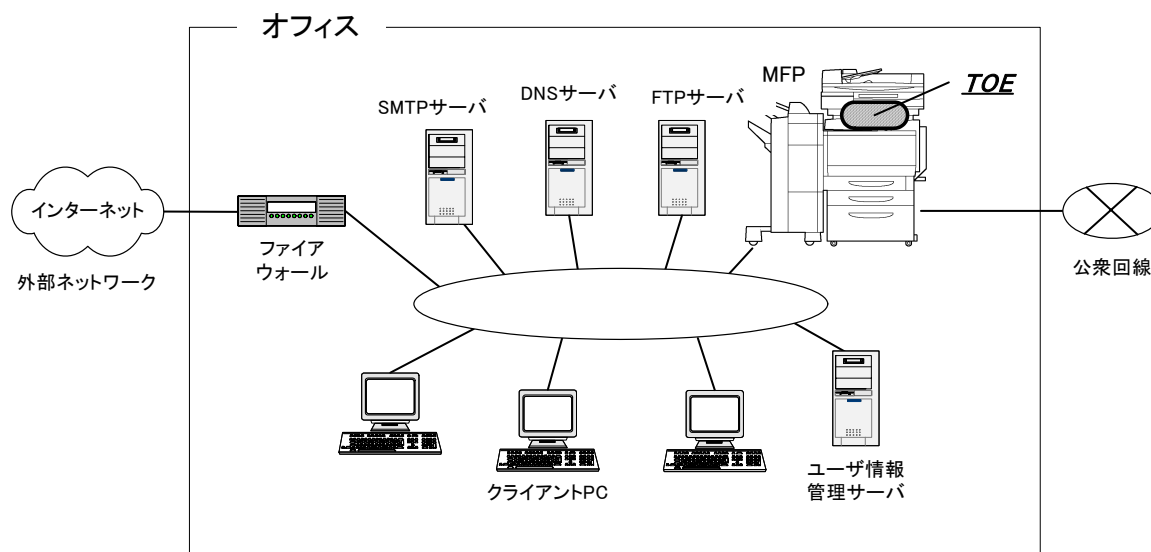 オフィス
MFP
TOE
SMTPサーバ
DNSサーバ
FTPサーバ
インターネット
外部ネットワーク
ファイア
ウォール
公衆回線
クライアントPC
ユーザ情報
管理サーバ